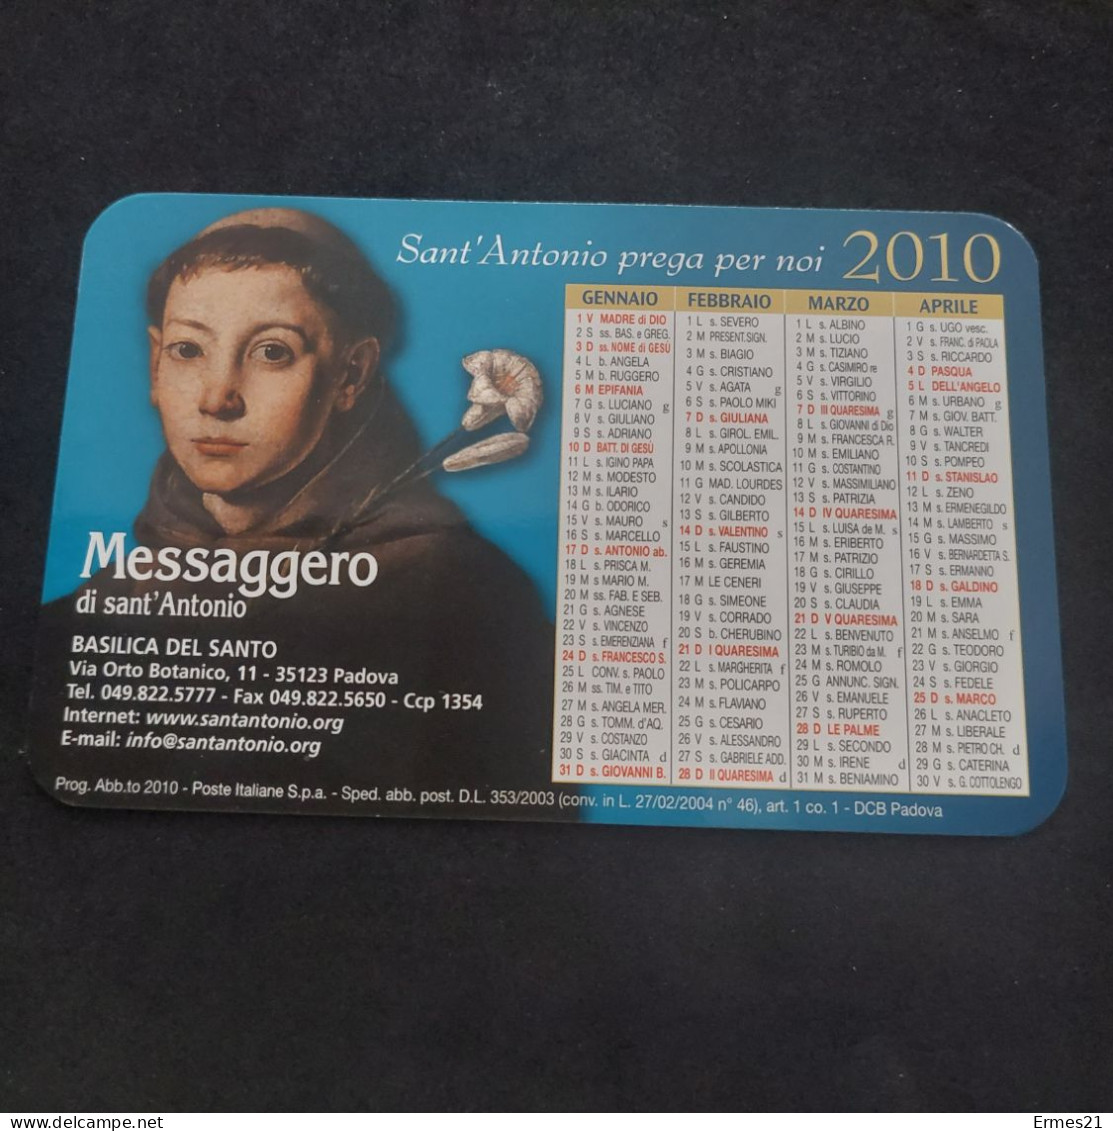 Sant'Antonio prega per noi 2010
GENNAIO
1 V MADRE di DIO
2 S ss. BAS. e GREG.
3 D ss. NOME di GESÙ
4 L b. ANGELA
5 M b. RUGGERO
6 M EPIFANIA
7 G s. LUCIANO g
8 V s. GIULIANO
9 S s. ADRIANO
10 D BATT. DI GESÙ
11 L s. IGINO PAPA
12 M s. MODESTO
13 M s. ILARIO
14 G b. ODORICO
15 V s. MAURO s
16 S s. MARCELLO
17 D s. ANTONIO ab.
18 L s. PRISCA M.
19 M s MARIO M.
20 M ss. FAB. E SEB.
21 G s. AGNESE
22 V s. VINCENZO
23 S s. EMERENZIANA f
24 D s. FRANCESCO S.
25 L CONV. s. PAOLO
26 M ss. TIM. e TITO
27 M s. ANGELA MER.
28 G s. TOMM. d'AQ.
29 V s. COSTANZO
30 S s. GIACINTA d
31 D s. GIOVANNI B.
FEBBRAIO
1 L s. SEVERO
2 M PRESENT.SIGN.
3 M s. BIAGIO
4 G s. CRISTIANO
5 V s. AGATA g
6 S s. PAOLO MIKI
7 D s. GIULIANA
8 L s. GIROL. EMIL.
9 M s. APOLLONIA
10 M s. SCOLASTICA
11 G MAD. LOURDES
12 V s. CANDIDO
13 S s. GILBERTO
14 D s. VALENTINO s
15 L s. FAUSTINO
16 M s. GEREMIA
17 M LE CENERI
18 G s. SIMEONE
19 V s. CORRADO
20 S b. CHERUBINO
21 D I QUARESIMA
22 L s. MARGHERITA f
23 M s. POLICARPO
24 M s. FLAVIANO
25 G s. CESARIO
26 V s. ALESSANDRO
27 S s. GABRIELE ADD.
28 D II QUARESIMA d
MARZO
1 L s. ALBINO
2 M s. LUCIO
3 M s. TIZIANO
4 G s. CASIMIRO re
5 V s. VIRGILIO
6 S s. VITTORINO
7 D III QUARESIMA g
8 L s. GIOVANNI di Dio
9 M s. FRANCESCA R.
10 M s. EMILIANO
11 G s. COSTANTINO
12 V s. MASSIMILIANO
13 S s. PATRIZIA
14 D IV QUARESIMA
15 L s. LUISA de M. s
16 M s. ERIBERTO
17 M s. PATRIZIO
18 G s. CIRILLO
19 V s. GIUSEPPE
20 S s. CLAUDIA
21 D V QUARESIMA
22 L s. BENVENUTO
23 M s. TURIBIO da M. f
24 M s. ROMOLO
25 G ANNUNC. SIGN.
26 V s. EMANUELE
27 S s. RUPERTO
28 D LE PALME
29 L s. SECONDO
30 M s. IRENE d
31 M s. BENIAMINO
APRILE
1 G s. UGO vesc.
2 V s. FRANC. di PAOLA
3 S s. RICCARDO
4 D PASQUA
5 L DELL'ANGELO
6 M s. URBANO g
7 M s. GIOV. BATT.
8 G s. WALTER
9 V s. TANCREDI
10 S s. POMPEO
11 D s. STANISLAO
12 L s. ZENO
13 M s. ERMENEGILDO
14 M s. LAMBERTO s
15 G s. MASSIMO
16 V s. BERNARDETTA S.
17 S s. ERMANNO
18 D s. GALDINO
19 L s. EMMA
20 M s. SARA
21 M s. ANSELMO f
22 G s. TEODORO
23 V s. GIORGIO
24 S s. FEDELE
25 D s. MARCO
26 L s. ANACLETO
27 M s. LIBERALE
28 M s. PIETRO CH. d
29 G s. CATERINA
30 V s. G. COTTOLENGO
Messaggero
di sant'Antonio
BASILICA DEL SANTO
Via Orto Botanico, 11 - 35123 Padova
Tel. 049.822.5777 - Fax 049.822.5650 - Ccp 1354
Internet: www.santantonio.org
E-mail: info@santantonio.org
Prog. Abb.to 2010 - Poste Italiane S.p.a. - Sped. abb. post. D.L. 353/2003 (conv. in L. 27/02/2004 n° 46), art. 1 co. 1 - DCB Padova
Ermes21